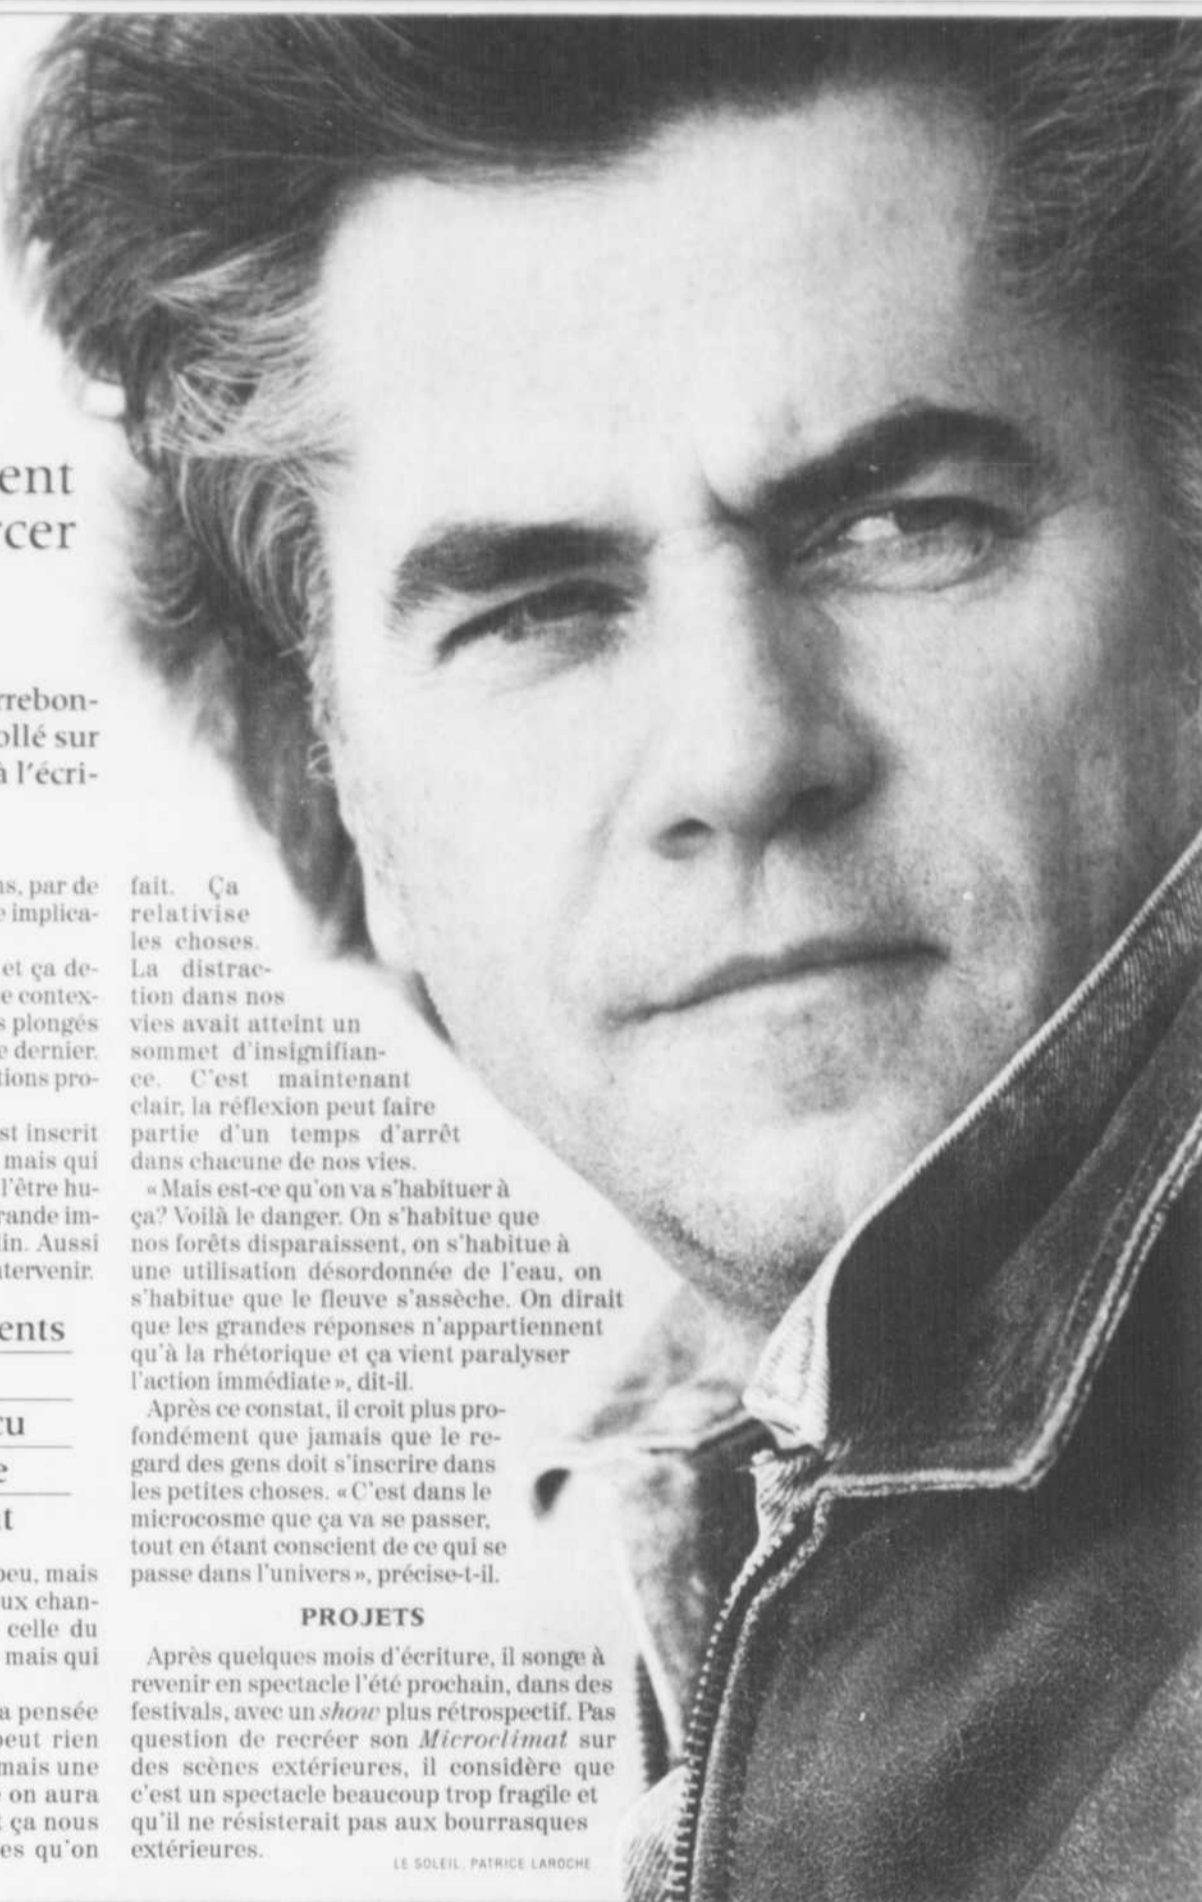 ent
cer
rrebon-
ollé sur
à l'écri-
ns, par de
e implica-
et ça de-
e contex-
s plongés
e dernier.
tions pro-
st inscrit
mais qui
l'être hu-
rande im-
lin. Aussi
ntervenir.
ents
cu
e
it
peu, mais
ux chan-
celle du
mais qui
a pensée
peut rien
mais une
on aura
ça nous
es qu'on
fait. Ça
relativise
les choses.
La distrac-
tion dans nos
vies avait atteint un
sommet d'insignifian-
ce. C'est maintenant
clair, la réflexion peut faire
partie d'un temps d'arrêt
dans chacune de nos vies.
« Mais est-ce qu'on va s'habituer à
ça? Voilà le danger. On s'habitue que
nos forêts disparaissent, on s'habitue à
une utilisation désordonnée de l'eau, on
s'habitue que le fleuve s'assèche. On dirait
que les grandes réponses n'appartiennent
qu'à la rhétorique et ça vient paralyser
l'action immédiate », dit-il.
Après ce constat, il croit plus pro-
fondément que jamais que le re-
gard des gens doit s'inscrire dans
les petites choses. « C'est dans le
microcosme que ça va se passer,
tout en étant conscient de ce qui se
passe dans l'univers », précise-t-il.
PROJETS
Après quelques mois d'écriture, il songe à
revenir en spectacle l'été prochain, dans des
festivals, avec un show plus rétrospectif. Pas
question de recréer son Microclimat sur
des scènes extérieures, il considère que
c'est un spectacle beaucoup trop fragile et
qu'il ne résisterait pas aux bourrasques
extérieures.
LE SOLEIL, PATRICE LAROCHE